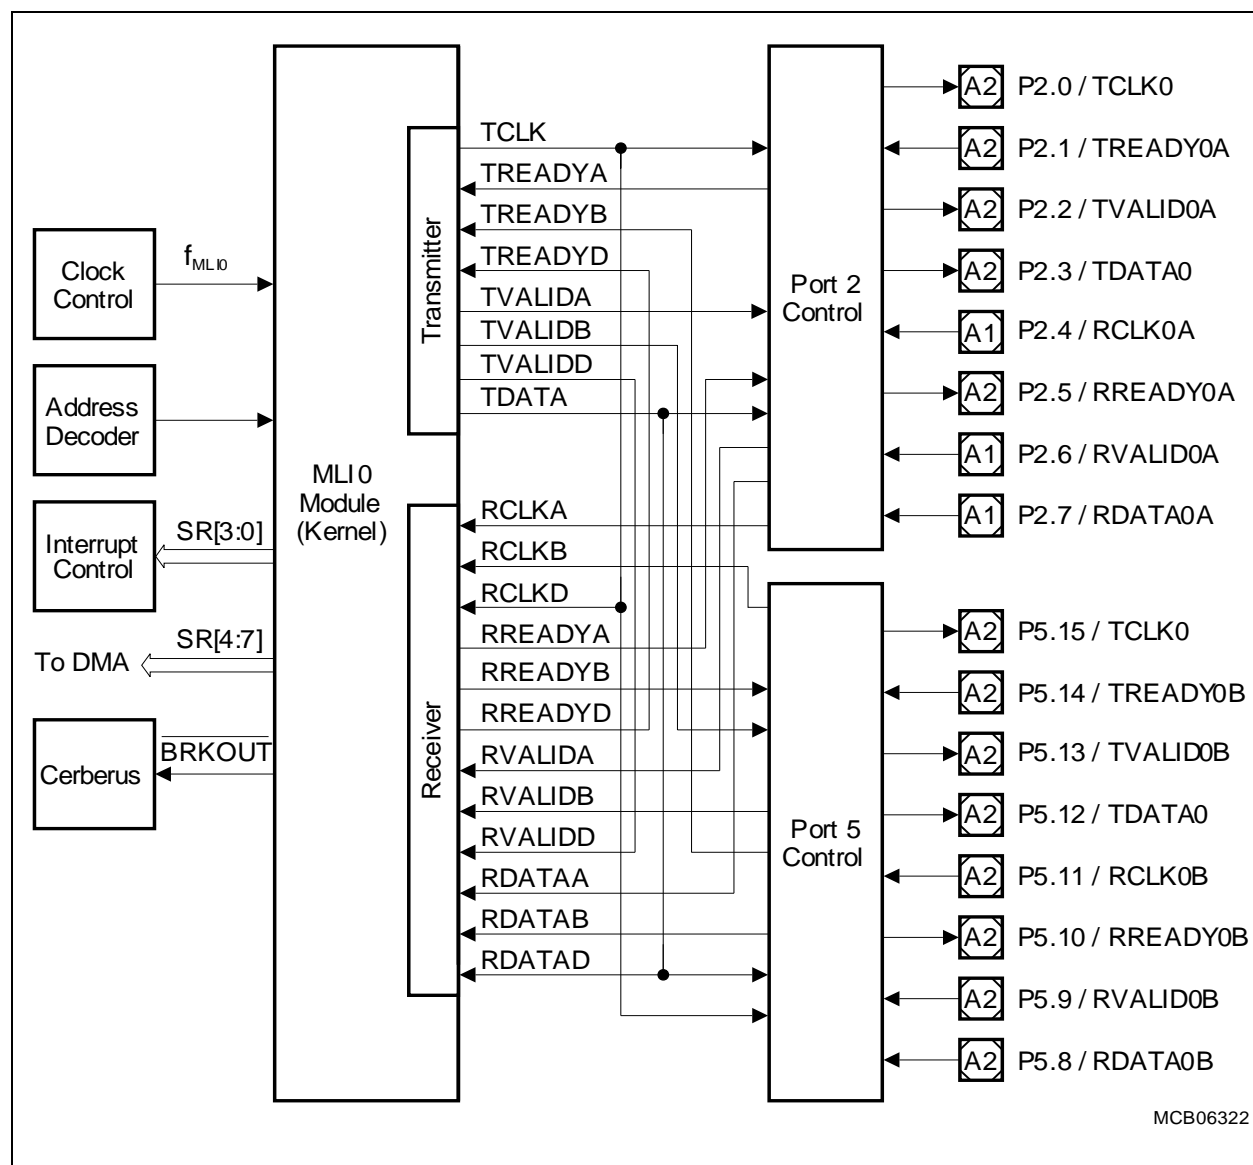 Clock
Control
fMLI0
Address
Decoder
Interrupt
Control
SR[3:0]
To DMA
SR[4:7]
Cerberus
BRKOUT
MLI0
Module
(Kernel)
Transmitter
TCLK
TREADYA
TREADYB
TREADYD
TVALIDA
TVALIDB
TVALIDD
TDATA
Receiver
RCLKA
RCLKB
RCLKD
RREADYA
RREADYB
RREADYD
RVALIDA
RVALIDB
RVALIDD
RDATAA
RDATAB
RDATAD
Port 2
Control
A2 P2.0 / TCLK0
A2 P2.1 / TREADY0A
A2 P2.2 / TVALID0A
A2 P2.3 / TDATA0
A1 P2.4 / RCLK0A
A2 P2.5 / RREADY0A
A1 P2.6 / RVALID0A
A1 P2.7 / RDATA0A
Port 5
Control
A2 P5.15 / TCLK0
A2 P5.14 / TREADY0B
A2 P5.13 / TVALID0B
A2 P5.12 / TDATA0
A2 P5.11 / RCLK0B
A2 P5.10 / RREADY0B
A2 P5.9 / RVALID0B
A2 P5.8 / RDATA0B
MCB06322